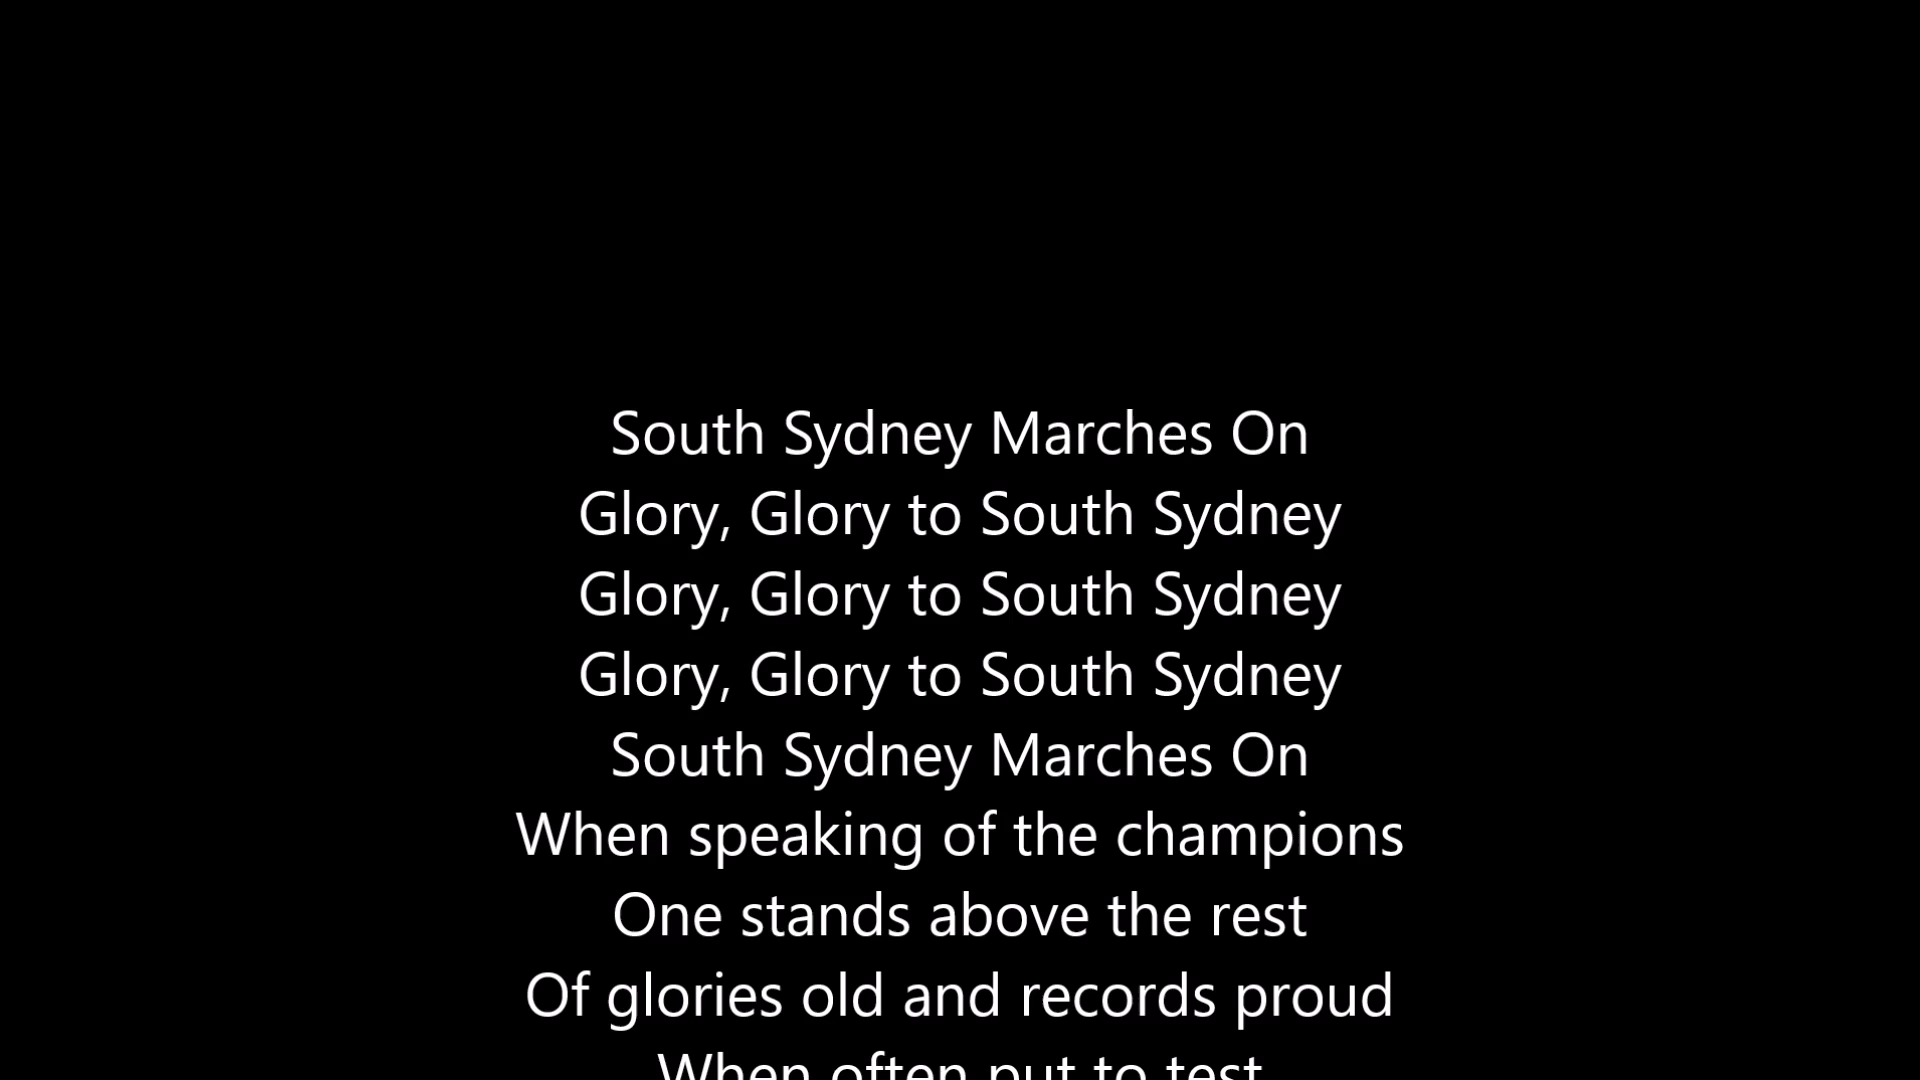 South Sydney Marches On
Glory, Glory to South Sydney
Glory, Glory to South Sydney
Glory, Glory to South Sydney
South Sydney Marches On
When speaking of the champions
One stands above the rest
Of glories old and records proud
When often put to test